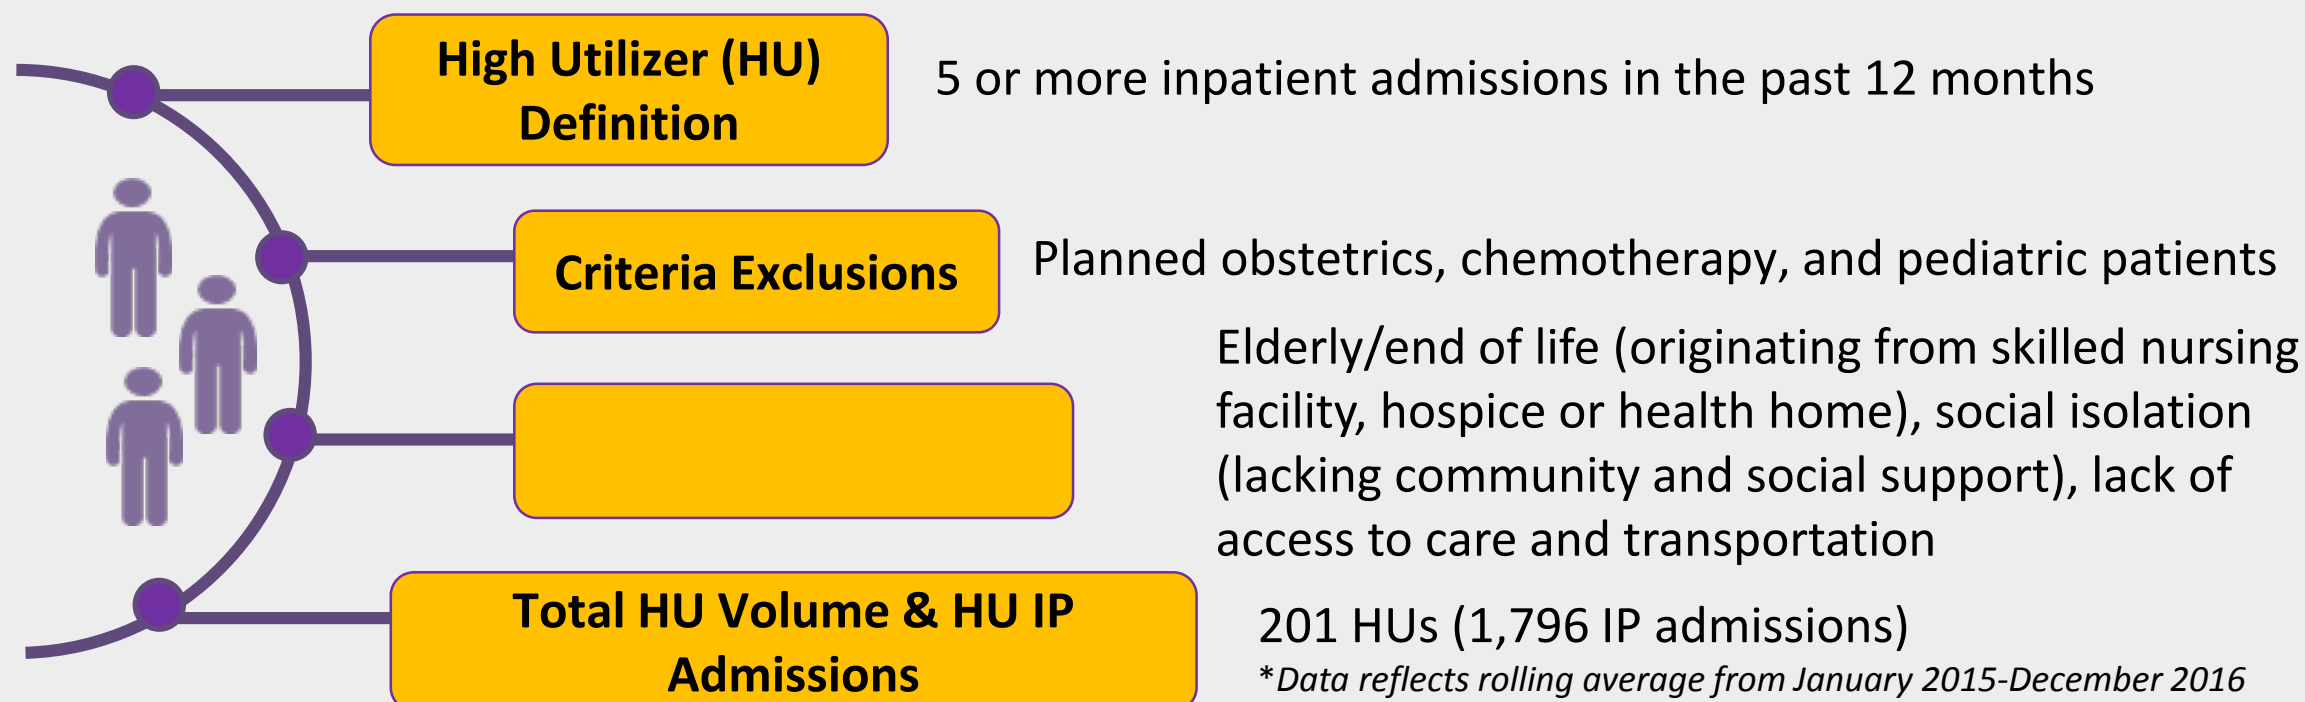 High Utilizer (HU)
Definition
5 or more inpatient admissions in the past 12 months
Criteria Exclusions
Planned obstetrics, chemotherapy, and pediatric patients
Elderly/end of life (originating from skilled nursing
facility, hospice or health home), social isolation
(lacking community and social support), lack of
access to care and transportation
Total HU Volume & HU IP
Admissions
201 HUs (1,796 IP admissions)
*Data reflects rolling average from January 2015-December 2016